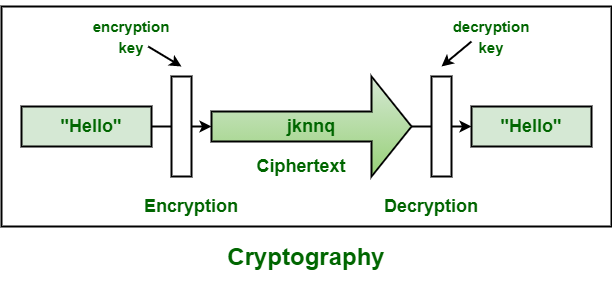 encryption
key
decryption
key
"Hello"
jknnq
"Hello"
Ciphertext
Encryption
Decryption
Cryptography